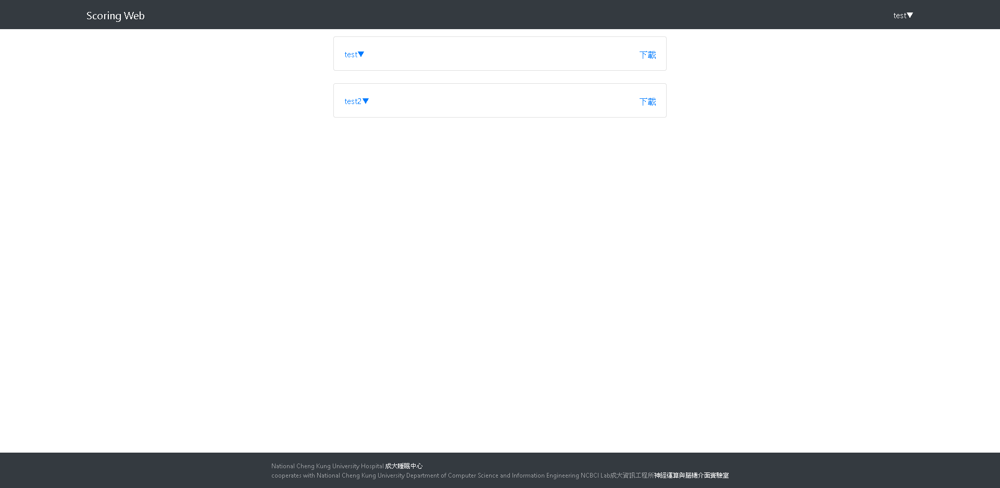 Scoring Web
test▼
test▼
下載
test2▼
下載
National Cheng Kung University Hospital 成大睡眠中心
cooperates with National Cheng Kung University Department of Computer Science and Information Engineering NCBCI Lab成大資訊工程所神經運算與腦機介面實驗室